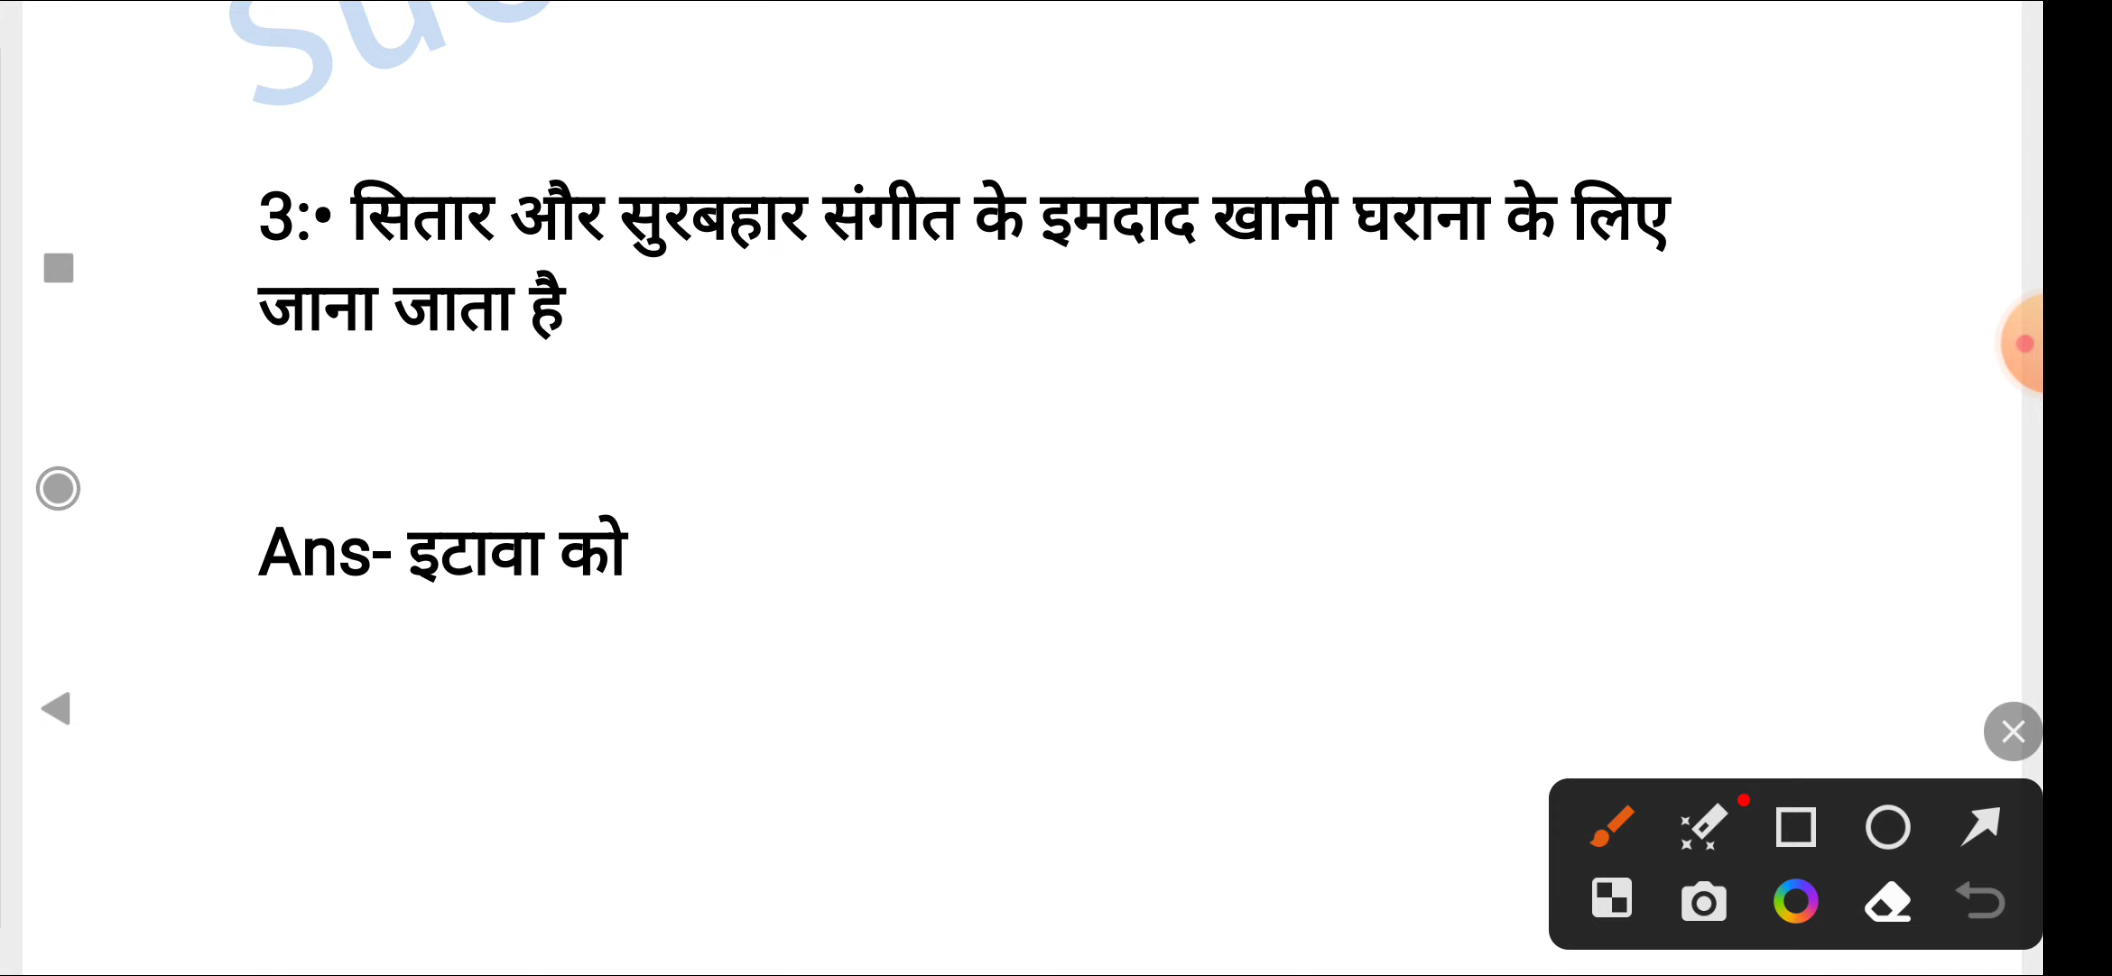 3:• सितार और सुरबहार संगीत के इमदाद खानी घराना के लिए
जाना जाता है
Ans- इटावा को